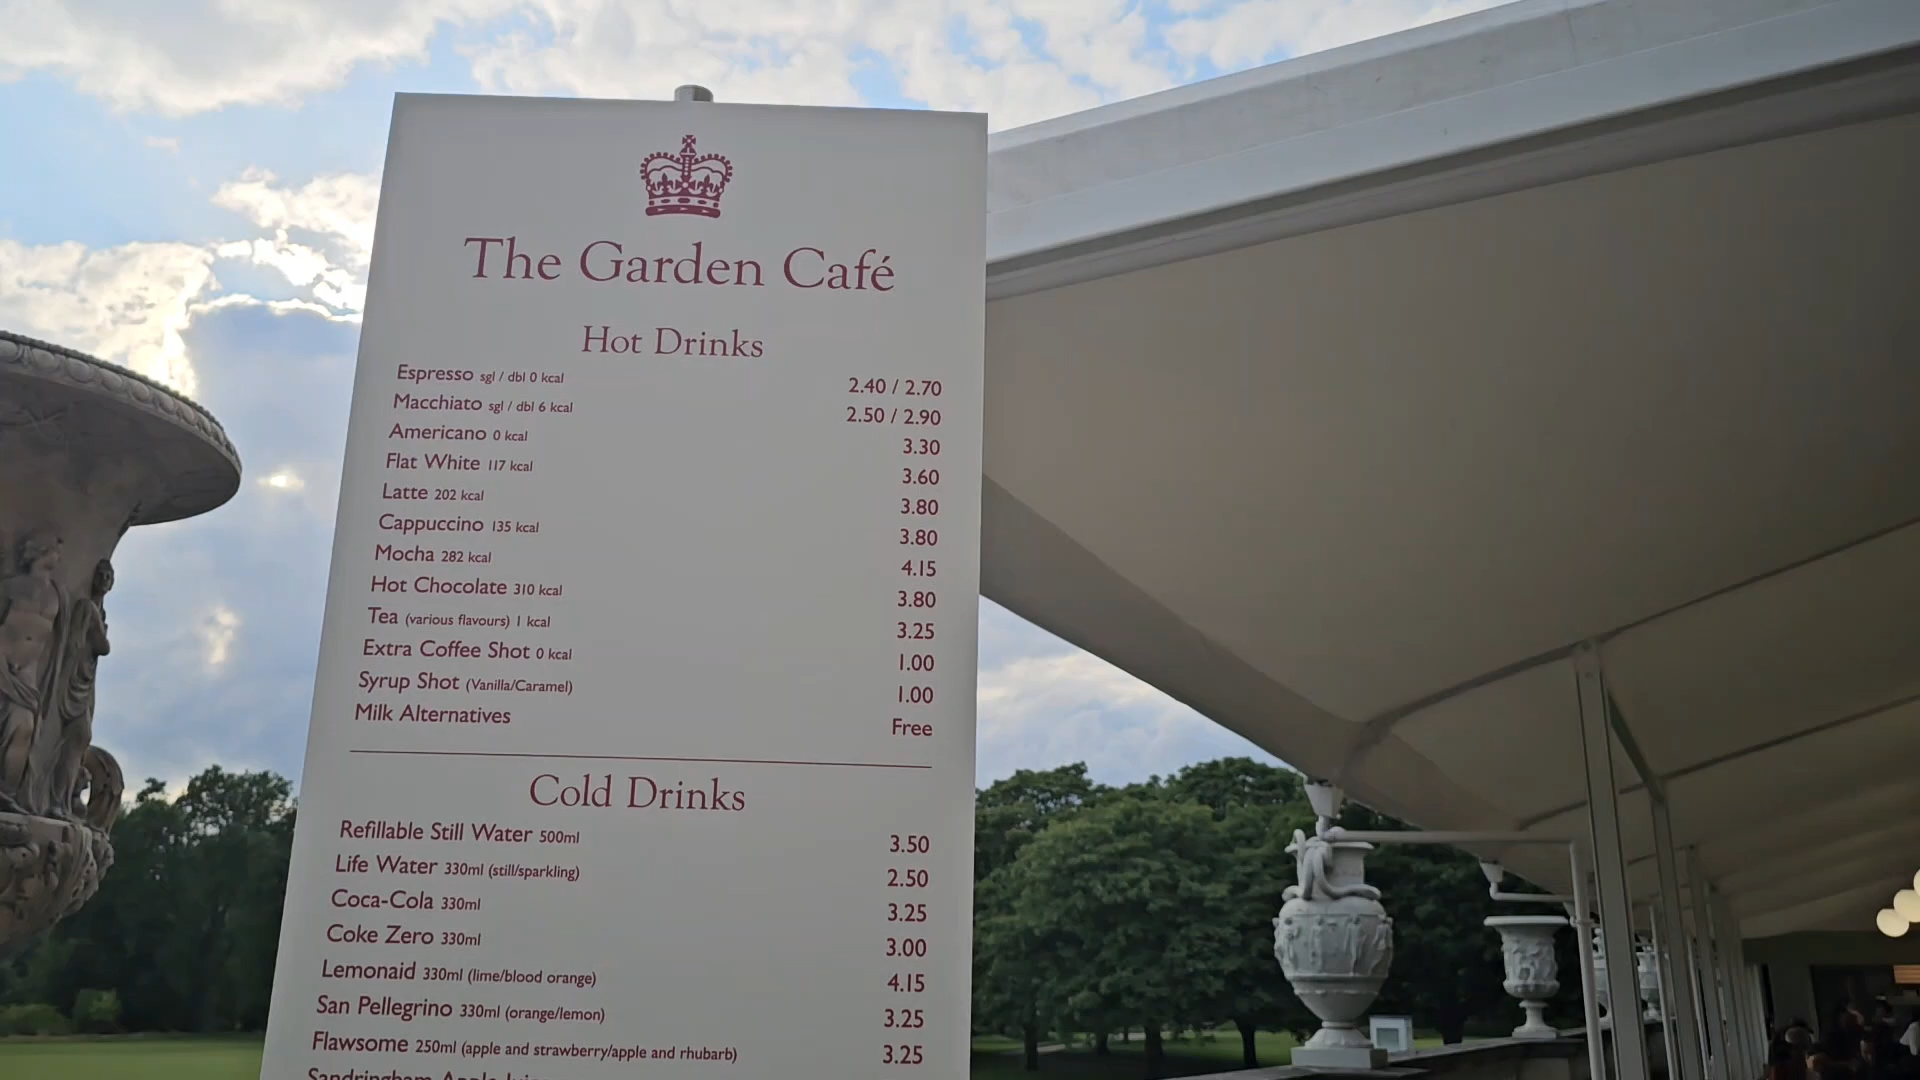 The Garden Café
Hot Drinks
Espresso sgl / dbl 0 kcal 2.40 / 2.70
Macchiato sgl / dbl 6 kcal 2.50 / 2.90
Americano 0 kcal 3.30
Flat White 117 kcal 3.60
Latte 202 kcal 3.80
Cappuccino 135 kcal 3.80
Mocha 282 kcal 4.15
Hot Chocolate 310 kcal 3.80
Tea (various flavours) 1 kcal 3.25
Extra Coffee Shot 0 kcal 1.00
Syrup Shot (Vanilla/Caramel) 1.00
Milk Alternatives Free
Cold Drinks
Refillable Still Water 500ml 3.50
Life Water 330ml (still/sparkling) 2.50
Coca-Cola 330ml 3.25
Coke Zero 330ml 3.00
Lemonaid 330ml (lime/blood orange) 4.15
San Pellegrino 330ml (orange/lemon) 3.25
Flawsome 250ml (apple and strawberry/apple and rhubarb) 3.25
Sandringham Apple